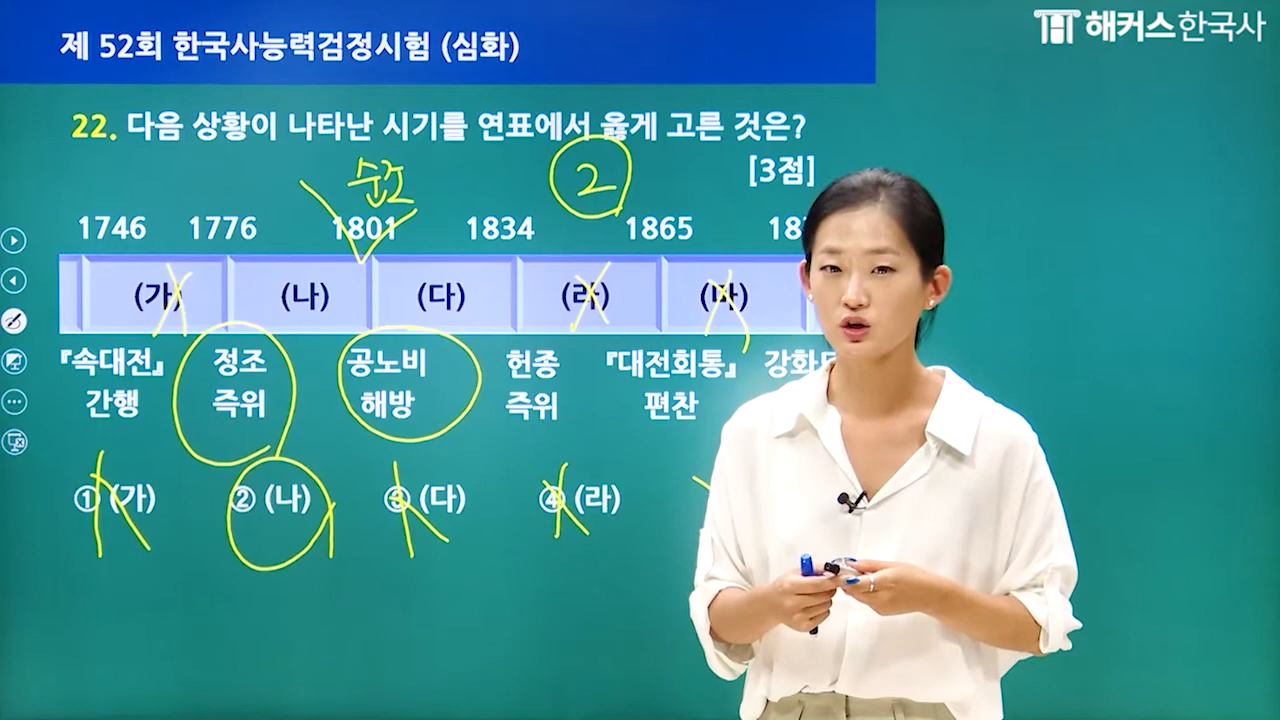 제 52회 한국사능력검정시험 (심화)
해커스한국사
22. 다음 상황이 나타난 시기를 연표에서 옳게 고른 것은?
[3점]
순조
2
1746 1776 1801 1834 1865
(가) (나) (다) (라) (마)
『속대전』 정조 공노비 헌종 『대전회통』
간행 즉위 해방 즉위 편찬
① (가) ② (나) ③ (다) ④ (라)